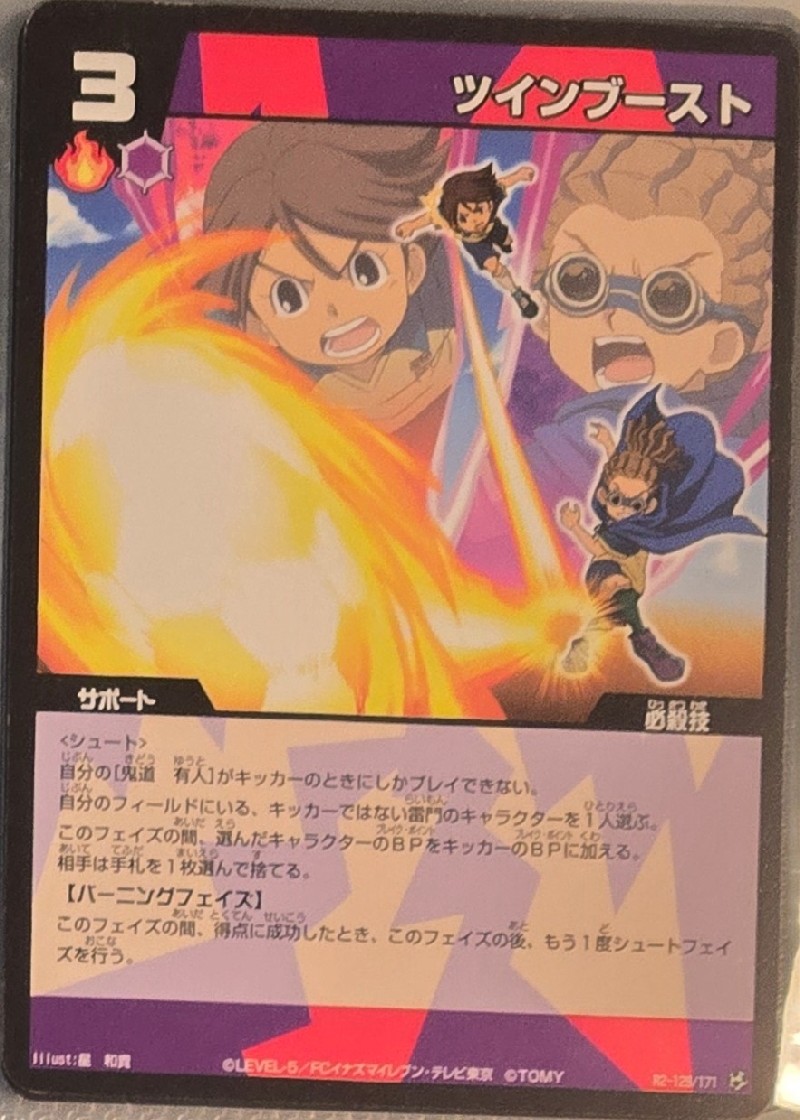 3
ツインブースト
サポート
必殺技
<シュート>
自分の[鬼道 有人]がキッカーのときにしかプレイできない。
自分のフィールドにいる、キッカーではない雷門のキャラクターを1人選ぶ。
このフェイズの間、選んだキャラクターのBPをキッカーのBPに加える。
相手は手札を1枚選んで捨てる。
【バーニングフェイズ】
このフェイズの間、得点に成功したとき、このフェイズの後、もう1度シュートフェイ
ズを行う。
illust:星 和貴
©LEVEL-5/FCイナズマイレブン・テレビ東京 ©TOMY